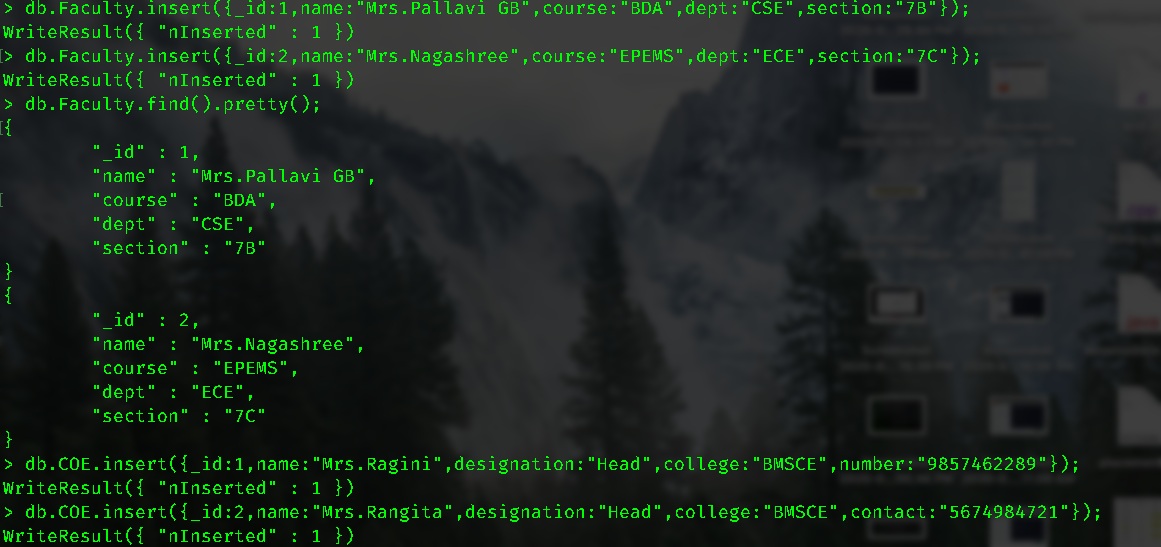 > db.Faculty.insert({_id:1,name:"Mrs.Pallavi GB",course:"BDA",dept:"CSE",section:"7B"});
WriteResult({ "nInserted" : 1 })
> db.Faculty.insert({_id:2,name:"Mrs.Nagashree",course:"EPEMS",dept:"ECE",section:"7C"});
WriteResult({ "nInserted" : 1 })
> db.Faculty.find().pretty();
{
"_id" : 1,
"name" : "Mrs.Pallavi GB",
"course" : "BDA",
"dept" : "CSE",
"section" : "7B"
}
{
"_id" : 2,
"name" : "Mrs.Nagashree",
"course" : "EPEMS",
"dept" : "ECE",
"section" : "7C"
}
> db.COE.insert({_id:1,name:"Mrs.Ragini",designation:"Head",college:"BMSCE",number:"9857462289"});
WriteResult({ "nInserted" : 1 })
> db.COE.insert({_id:2,name:"Mrs.Rangita",designation:"Head",college:"BMSCE",contact:"5674984721"});
WriteResult({ "nInserted" : 1 })